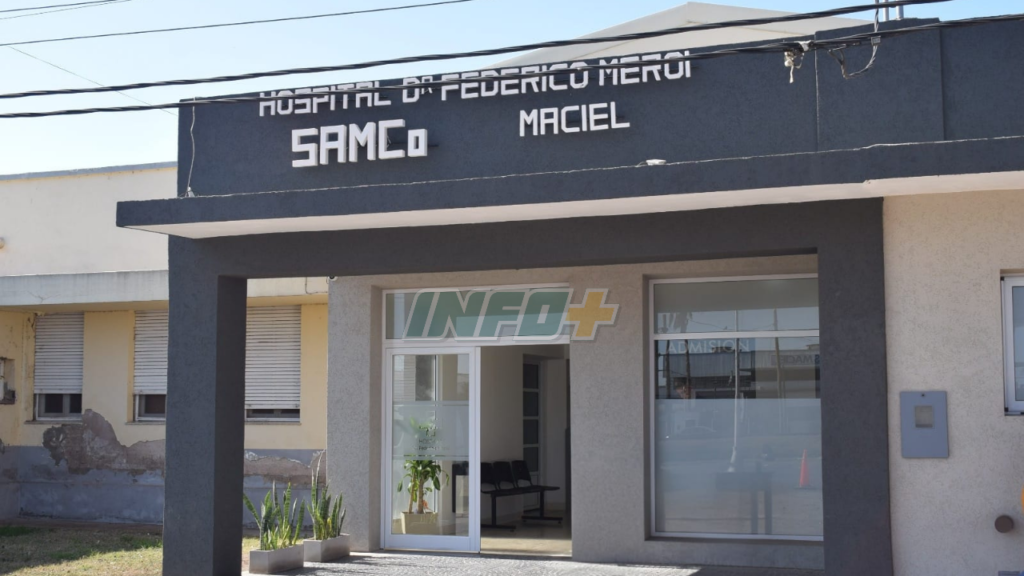 HOSPITAL Dr FEDERICO MEROI
SAMCo
MACIEL
INFO+
ADMISION